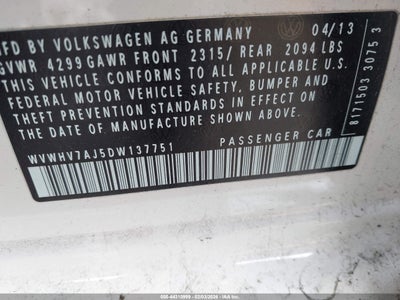 MFD BY VOLKSWAGEN AG GERMANY 04/13
GVWR 4299 GAWR FRONT 2315/ REAR 2094 LBS
THIS VEHICLE CONFORMS TO ALL APPLICABLE U.S.
FEDERAL MOTOR VEHICLE SAFETY, BUMPER AND
THEFT PREVENTION STANDARDS IN EFFECT ON
THE DATE OF MANUFACTURE SHOWN ABOVE.
WVWHV7AJ5DW137751 PASSENGER CAR
8171503 3075 3